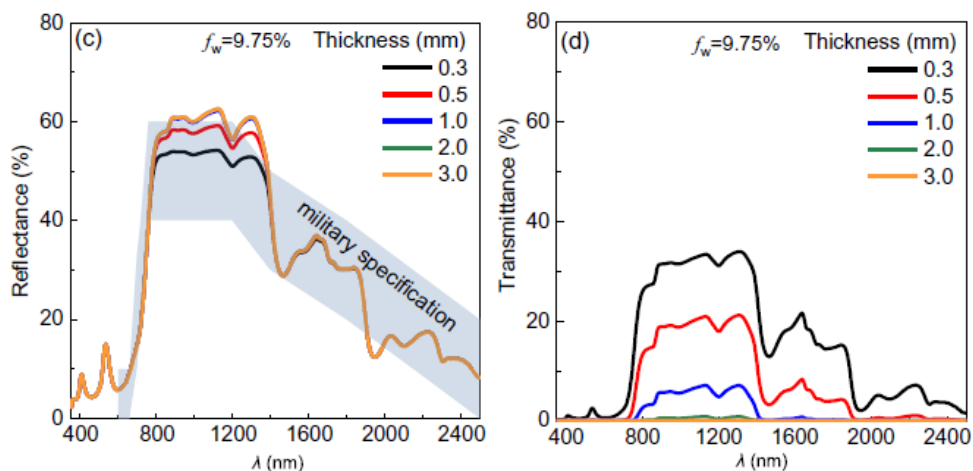 (c)
f_w=9.75%
Thickness (mm)
0.3
0.5
1.0
2.0
3.0
military specification
Reflectance (%)
80
60
40
20
0
400 800 1200 1600 2000 2400
λ (nm)
(d)
f_w=9.75%
Thickness (mm)
0.3
0.5
1.0
2.0
3.0
Transmittance (%)
80
60
40
20
0
400 800 1200 1600 2000 2400
λ (nm)